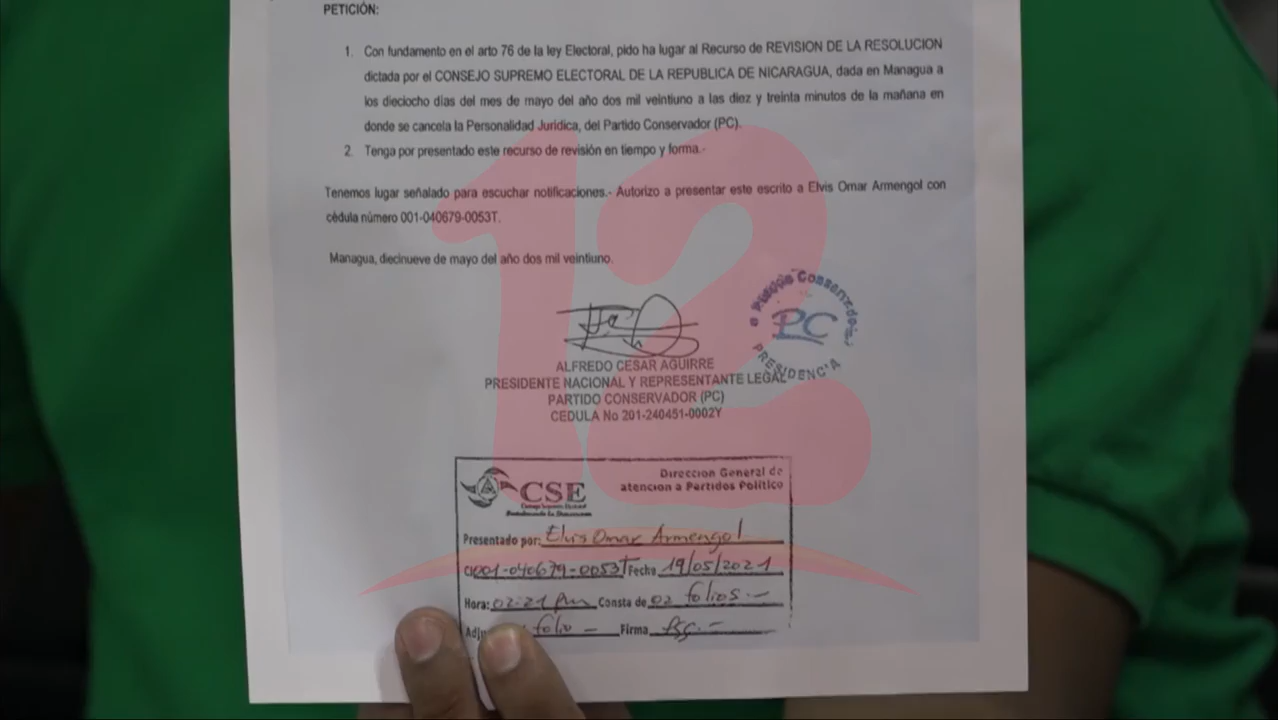 PETICIÓN:
1. Con fundamento en el arto 76 de la ley Electoral, pido ha lugar al Recurso de REVISION DE LA RESOLUCION
dictada por el CONSEJO SUPREMO ELECTORAL DE LA REPUBLICA DE NICARAGUA, dada en Managua a
los dieciocho días del mes de mayo del año dos mil veintiuno a las diez y treinta minutos de la mañana en
donde se cancela la Personalidad Jurídica, del Partido Conservador (PC).
2. Tenga por presentado este recurso de revisión en tiempo y forma.-
Tenemos lugar señalado para escuchar notificaciones.- Autorizo a presentar este escrito a Elvis Omar Armengol con
cédula número 001-040679-0053T.
Managua, diecinueve de mayo del año dos mil veintiuno.
12
Partido Conservador
PC
PRESIDENCIA
ALFREDO CESAR AGUIRRE
PRESIDENTE NACIONAL Y REPRESENTANTE LEGAL
PARTIDO CONSERVADOR (PC)
CEDULA No 201-240451-0002Y
CSE
Direccion General de
atencion a Partidos Político
Presentado por: Elvis Omar Armengol
001-040679-0053T Fecha 19/05/2021
Hora: 02:21 pm Consta de 02 folios.-
folio - Firma